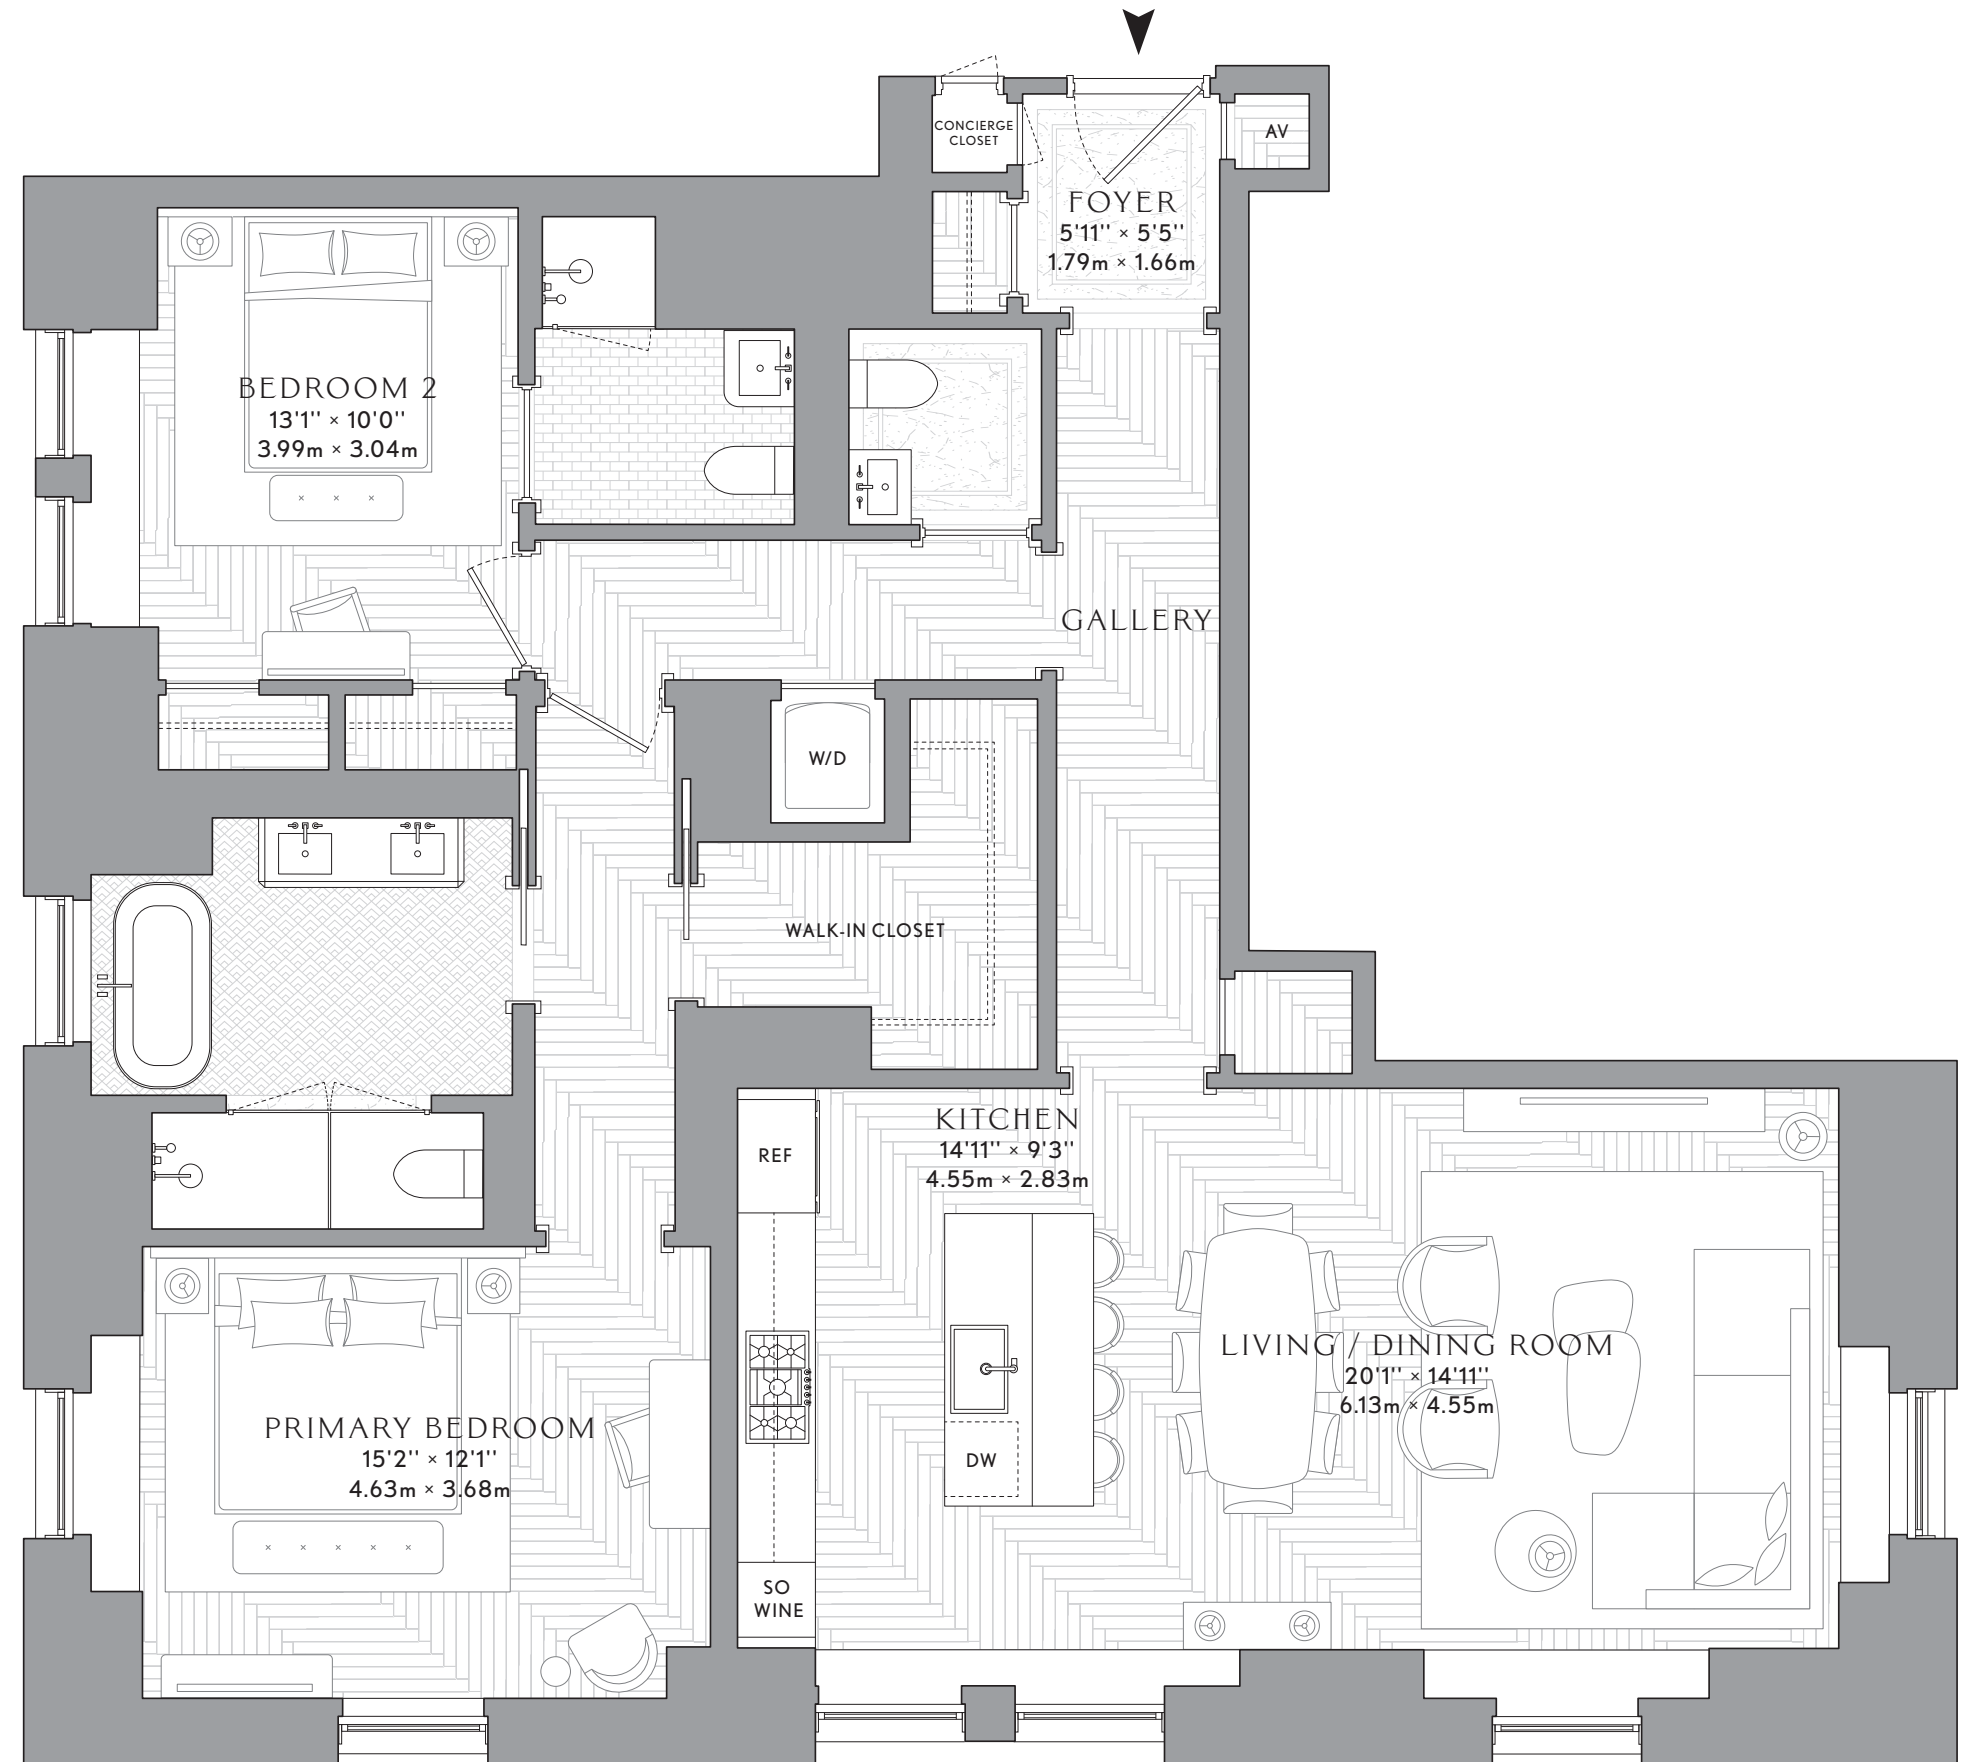 CONCIERGE
CLOSET
AV
FOYER
5'11'' × 5'5''
1.79m × 1.66m
BEDROOM 2
13'1'' × 10'0''
3.99m × 3.04m
GALLERY
W/D
WALK-IN CLOSET
KITCHEN
14'11'' × 9'3''
4.55m × 2.83m
REF
LIVING / DINING ROOM
20'1'' × 14'11''
6.13m × 4.55m
PRIMARY BEDROOM
15'2'' × 12'1''
4.63m × 3.68m
DW
SO
WINE